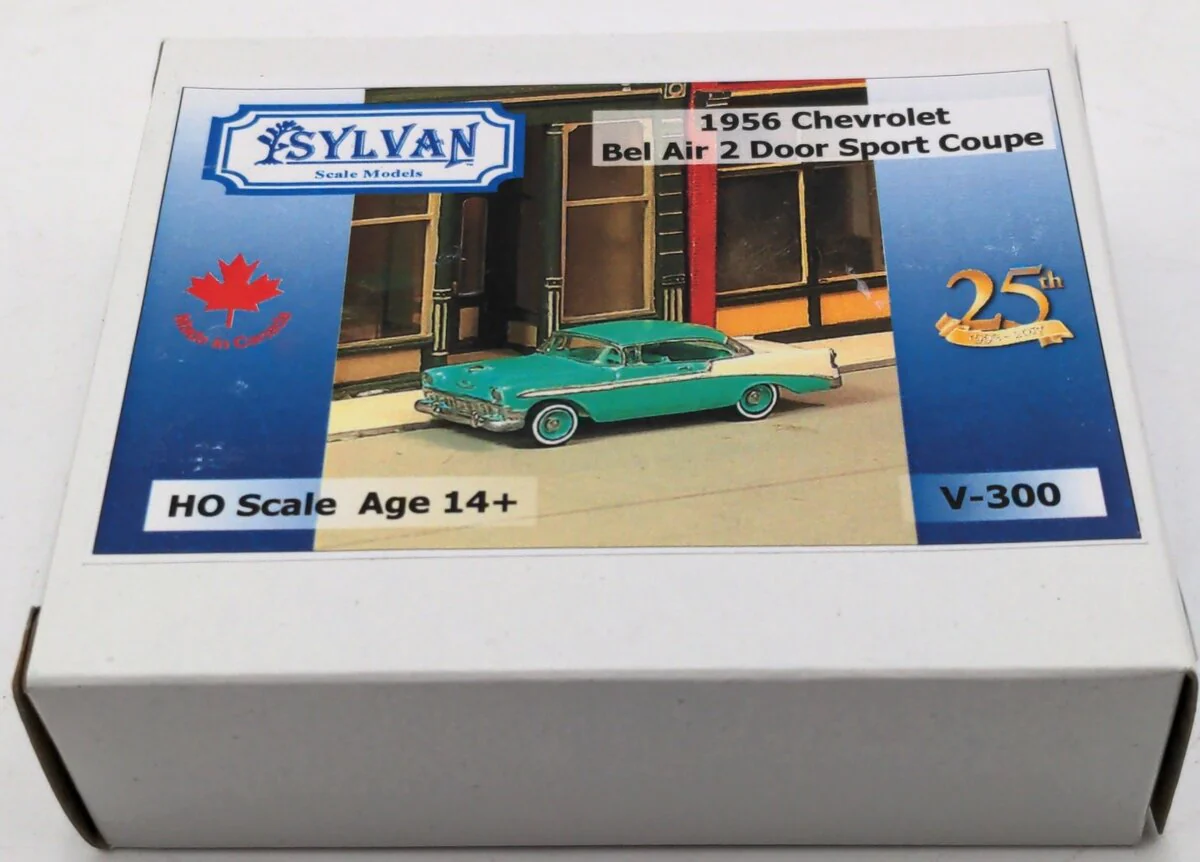 SYLVAN
Scale Models
1956 Chevrolet
Bel Air 2 Door Sport Coupe
Made in Canada
25th
HO Scale Age 14+
V-300